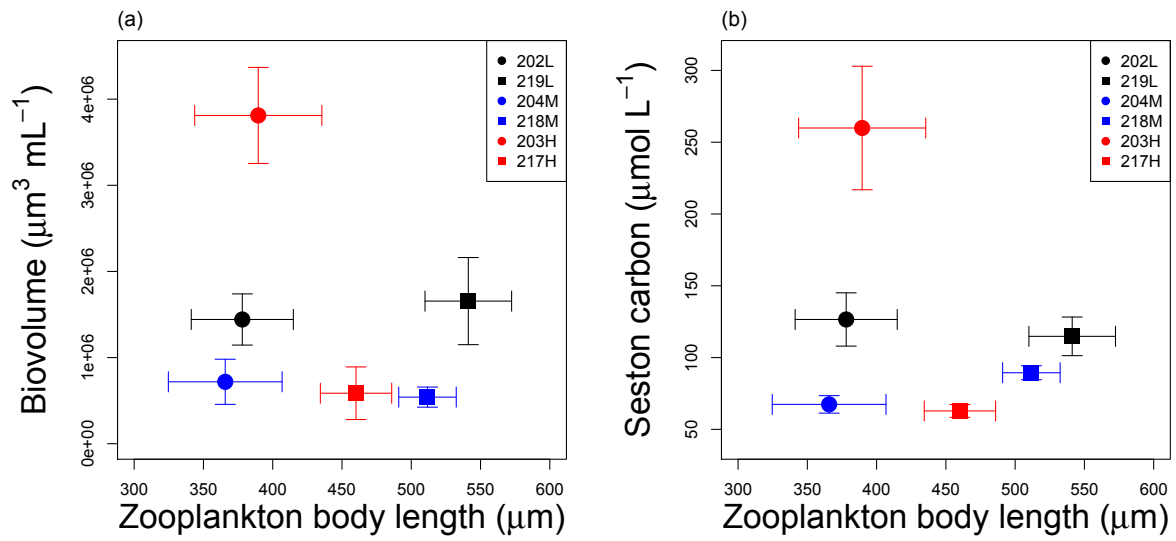 (a)
Biovolume (μm³ mL⁻¹)
0e+00 1e+06 2e+06 3e+06 4e+06
202L
219L
204M
218M
203H
217H
300 350 400 450 500 550 600
Zooplankton body length (μm)
(b)
Seston carbon (μmol L⁻¹)
50 100 150 200 250 300
202L
219L
204M
218M
203H
217H
300 350 400 450 500 550 600
Zooplankton body length (μm)